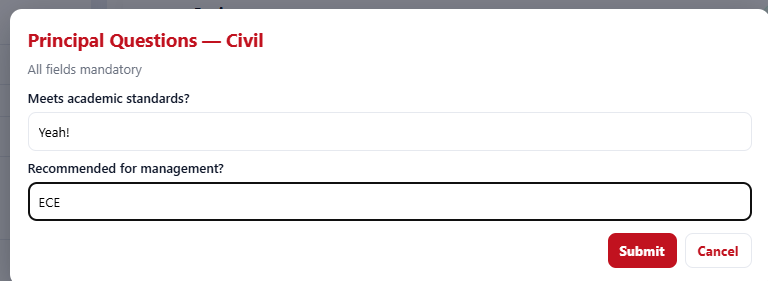 Principal Questions — Civil
All fields mandatory
Meets academic standards?
Yeah!
Recommended for management?
ECE
Submit Cancel